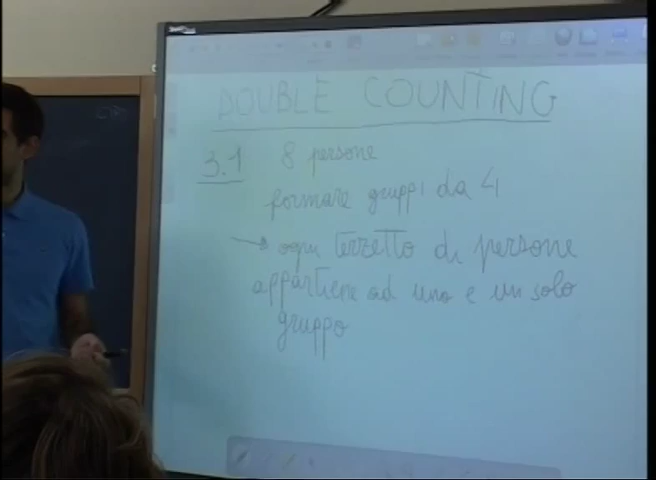 DOUBLE COUNTING
3.1 8 persone
formare gruppi da 4
→ ogni terzetto di persone
appartiene ad uno e un solo
gruppo